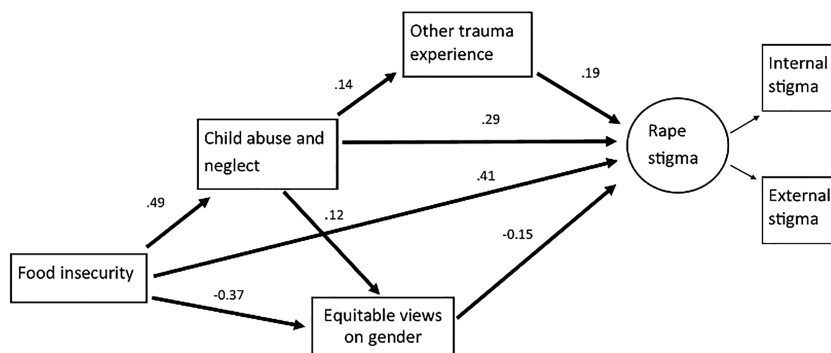 Other trauma
experience
.14
.19
Internal
stigma
Child abuse and
neglect
.29
Rape
stigma
.49
.12
.41
External
stigma
-0.15
Food insecurity
-0.37
Equitable views
on gender